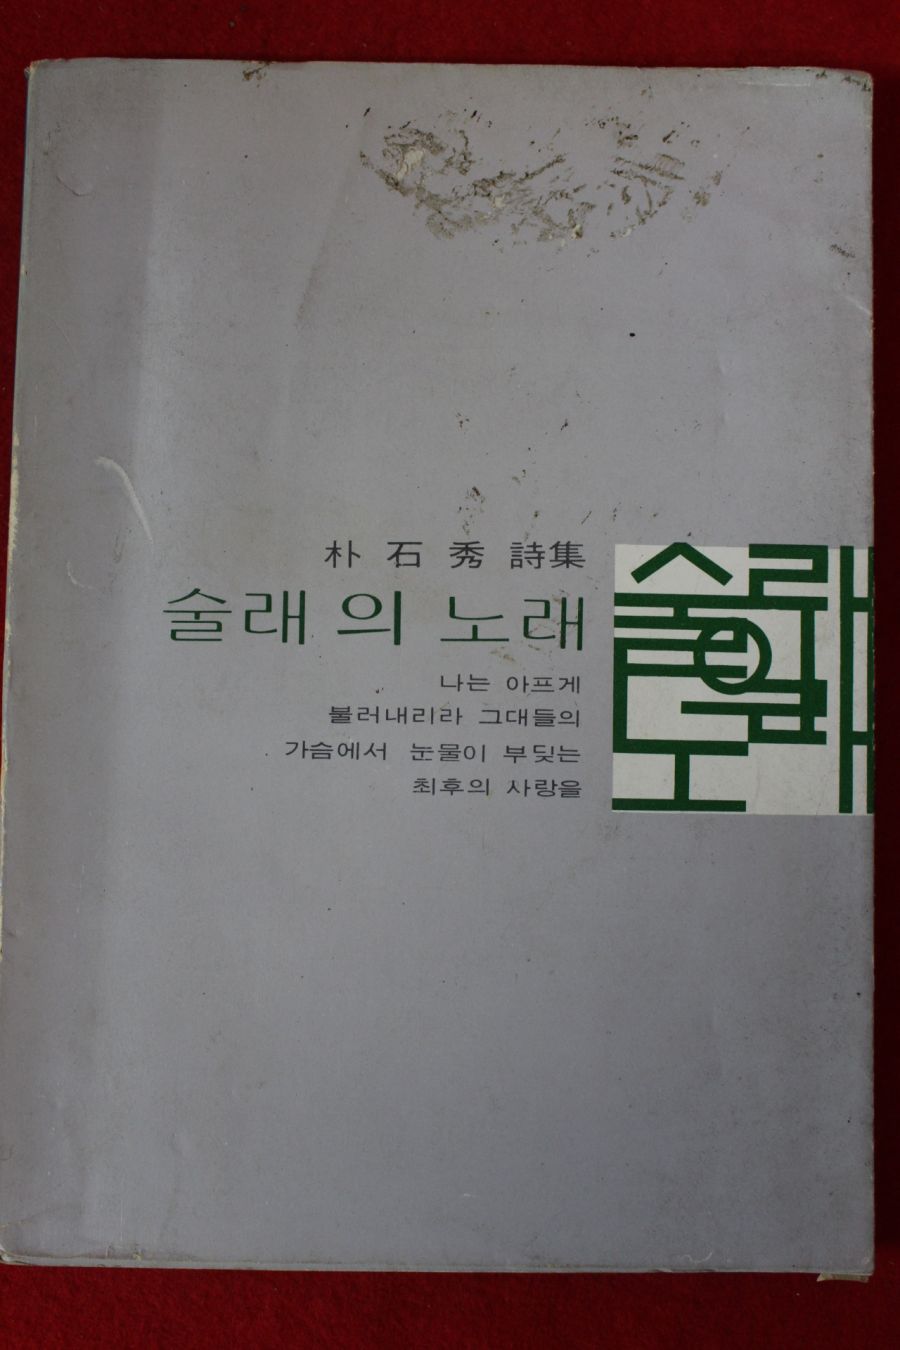 朴石秀 詩集
술래의 노래
나는 아프게
불러내리라 그대들의
가슴에서 눈물이 부딪는
최후의 사랑을
술래
의
노래